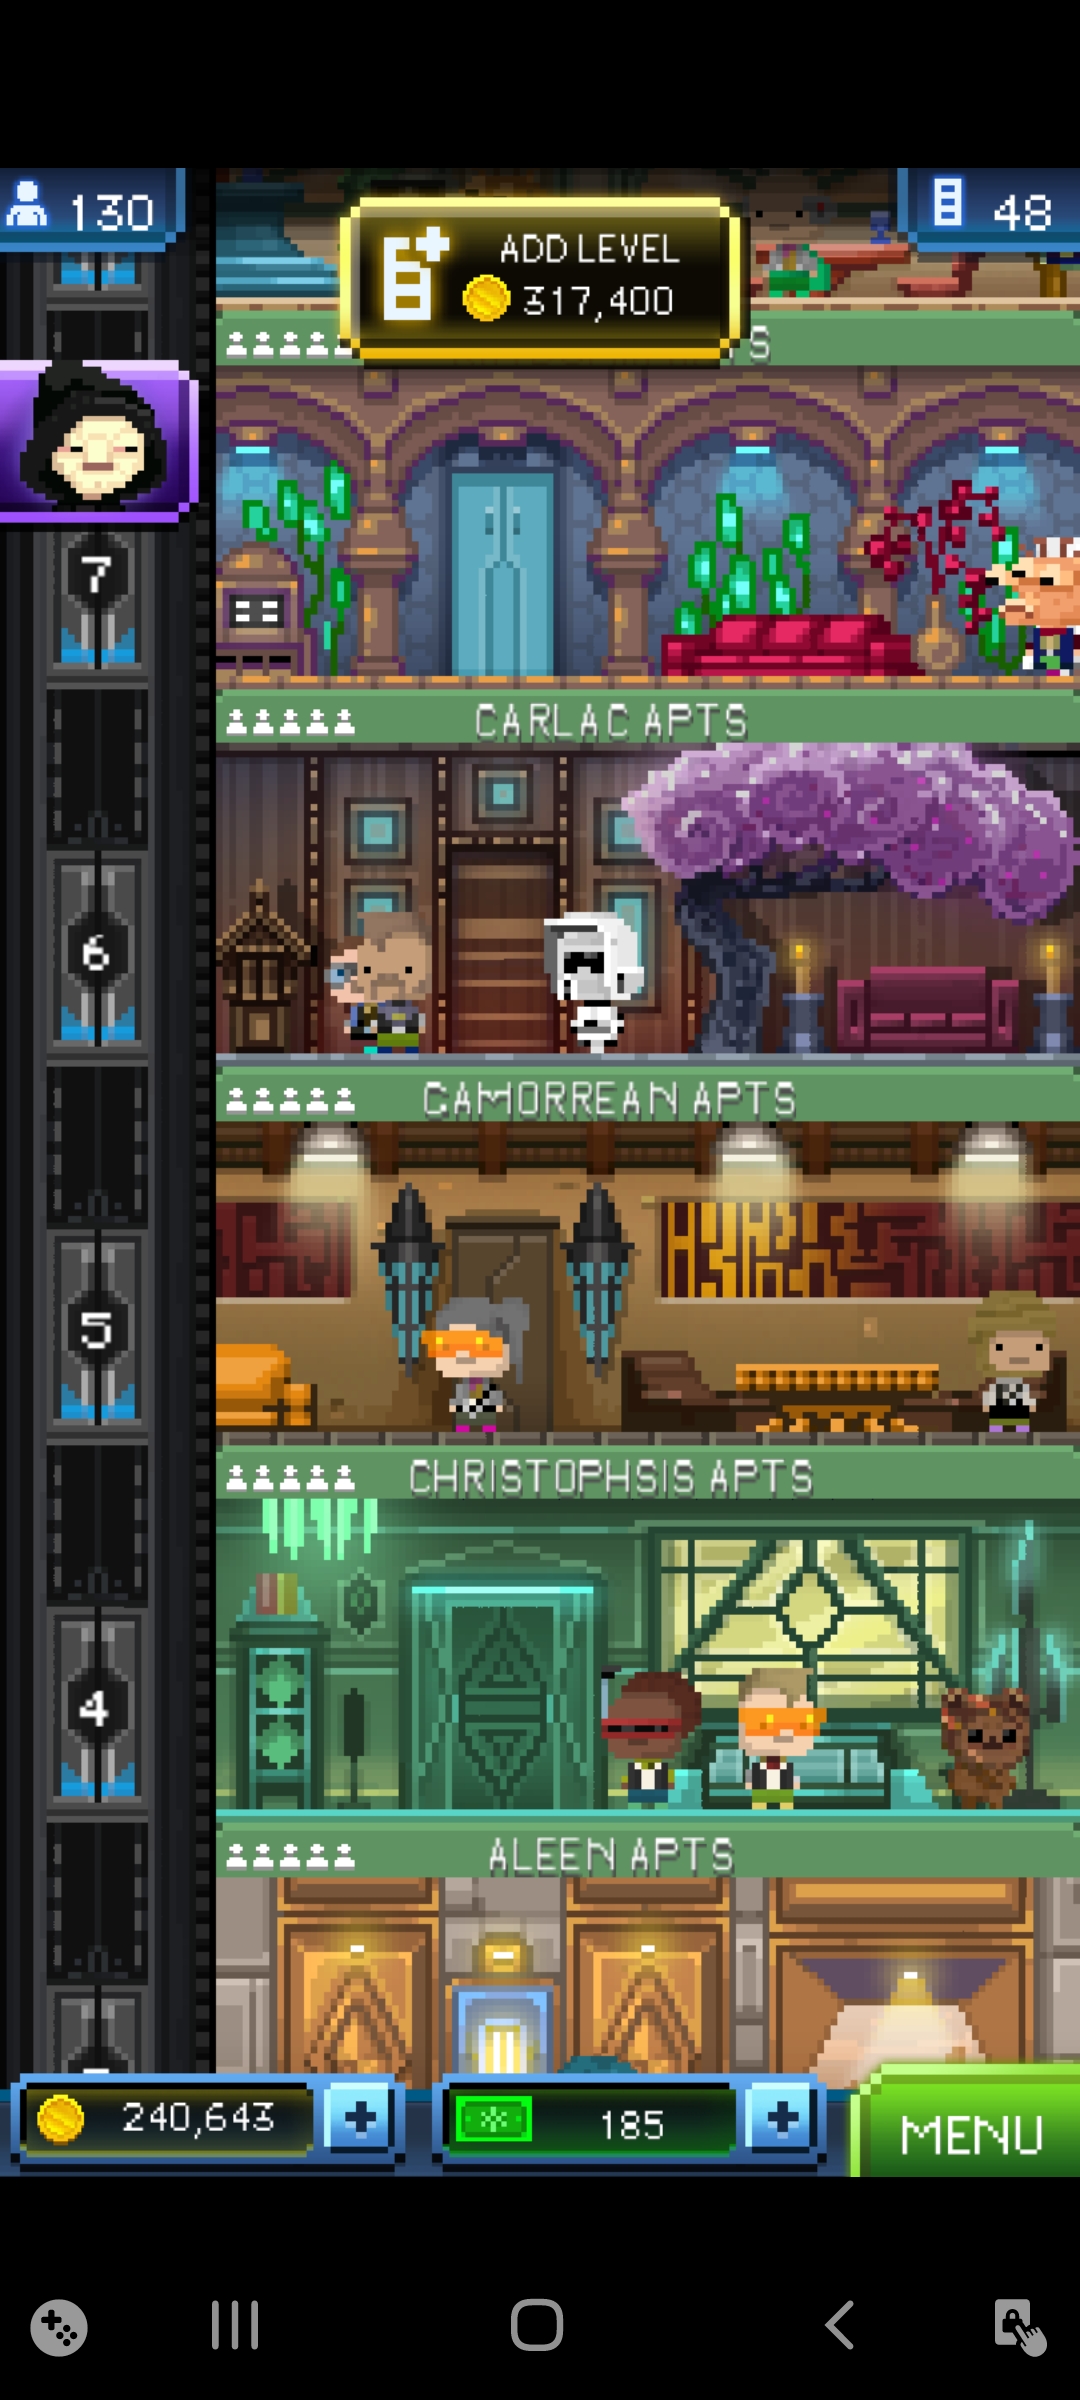 130
ADD LEVEL
317,400
48
7
CARLAC APTS
6
CAMORREAN APTS
5
CHRISTOPHSIS APTS
4
ALEEN APTS
240,643
185
MENU